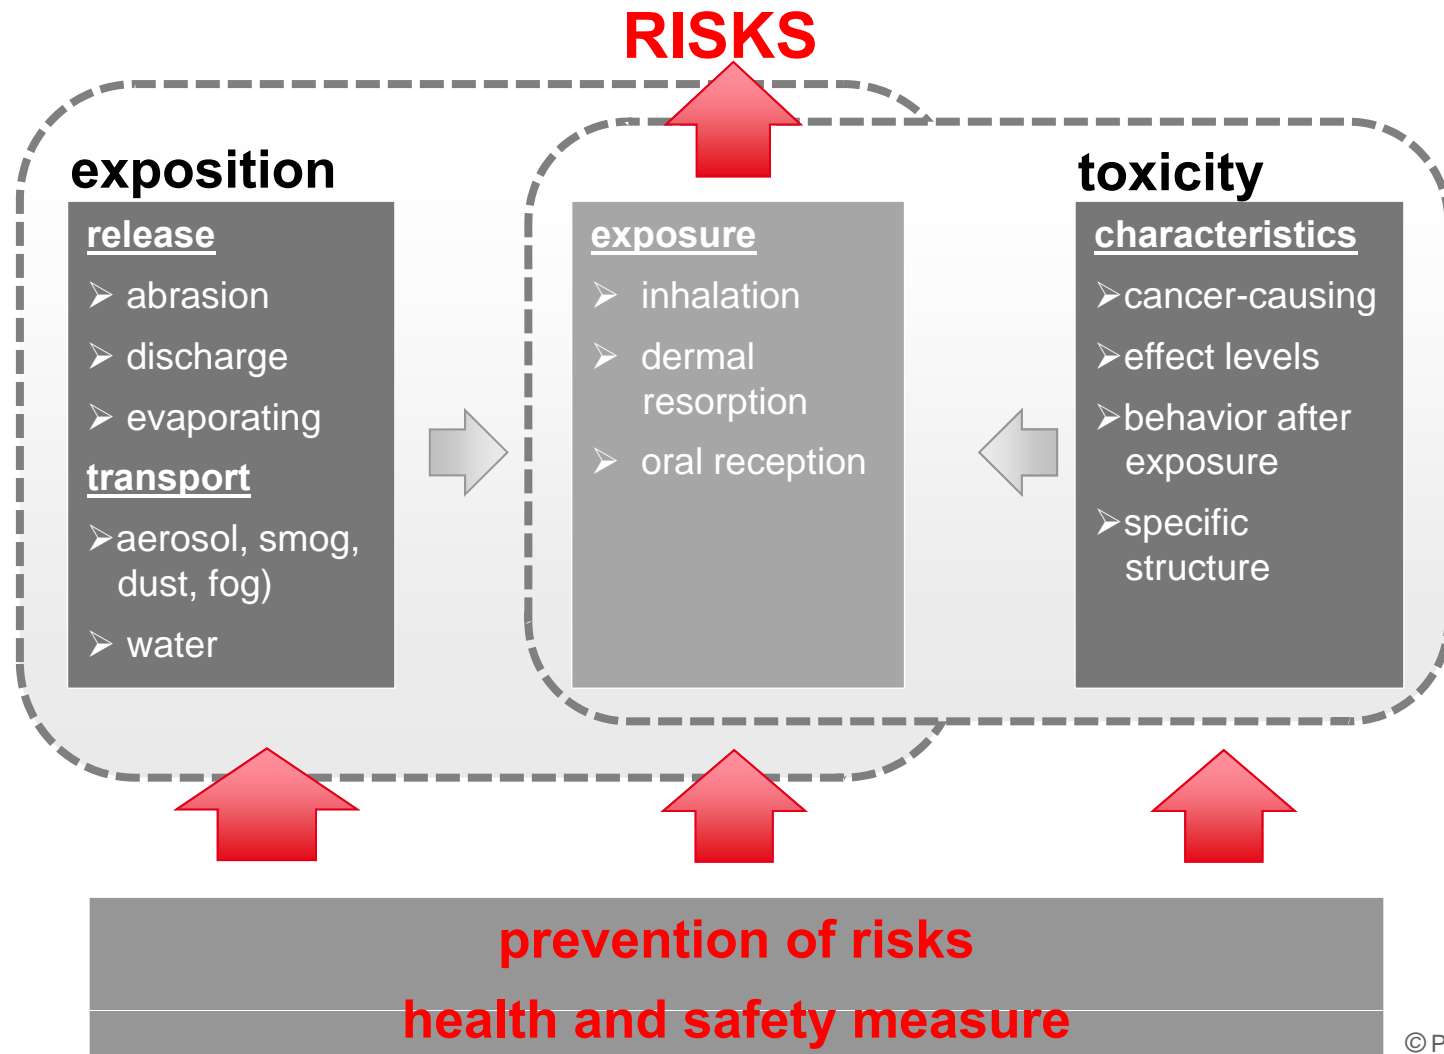 RISKS
exposition
release
➢ abrasion
➢ discharge
➢ evaporating
transport
➢aerosol, smog,
dust, fog)
➢ water
exposure
➢ inhalation
➢ dermal
resorption
➢ oral reception
toxicity
characteristics
➢cancer-causing
➢effect levels
➢behavior after
exposure
➢specific
structure
prevention of risks
health and safety measure
© P